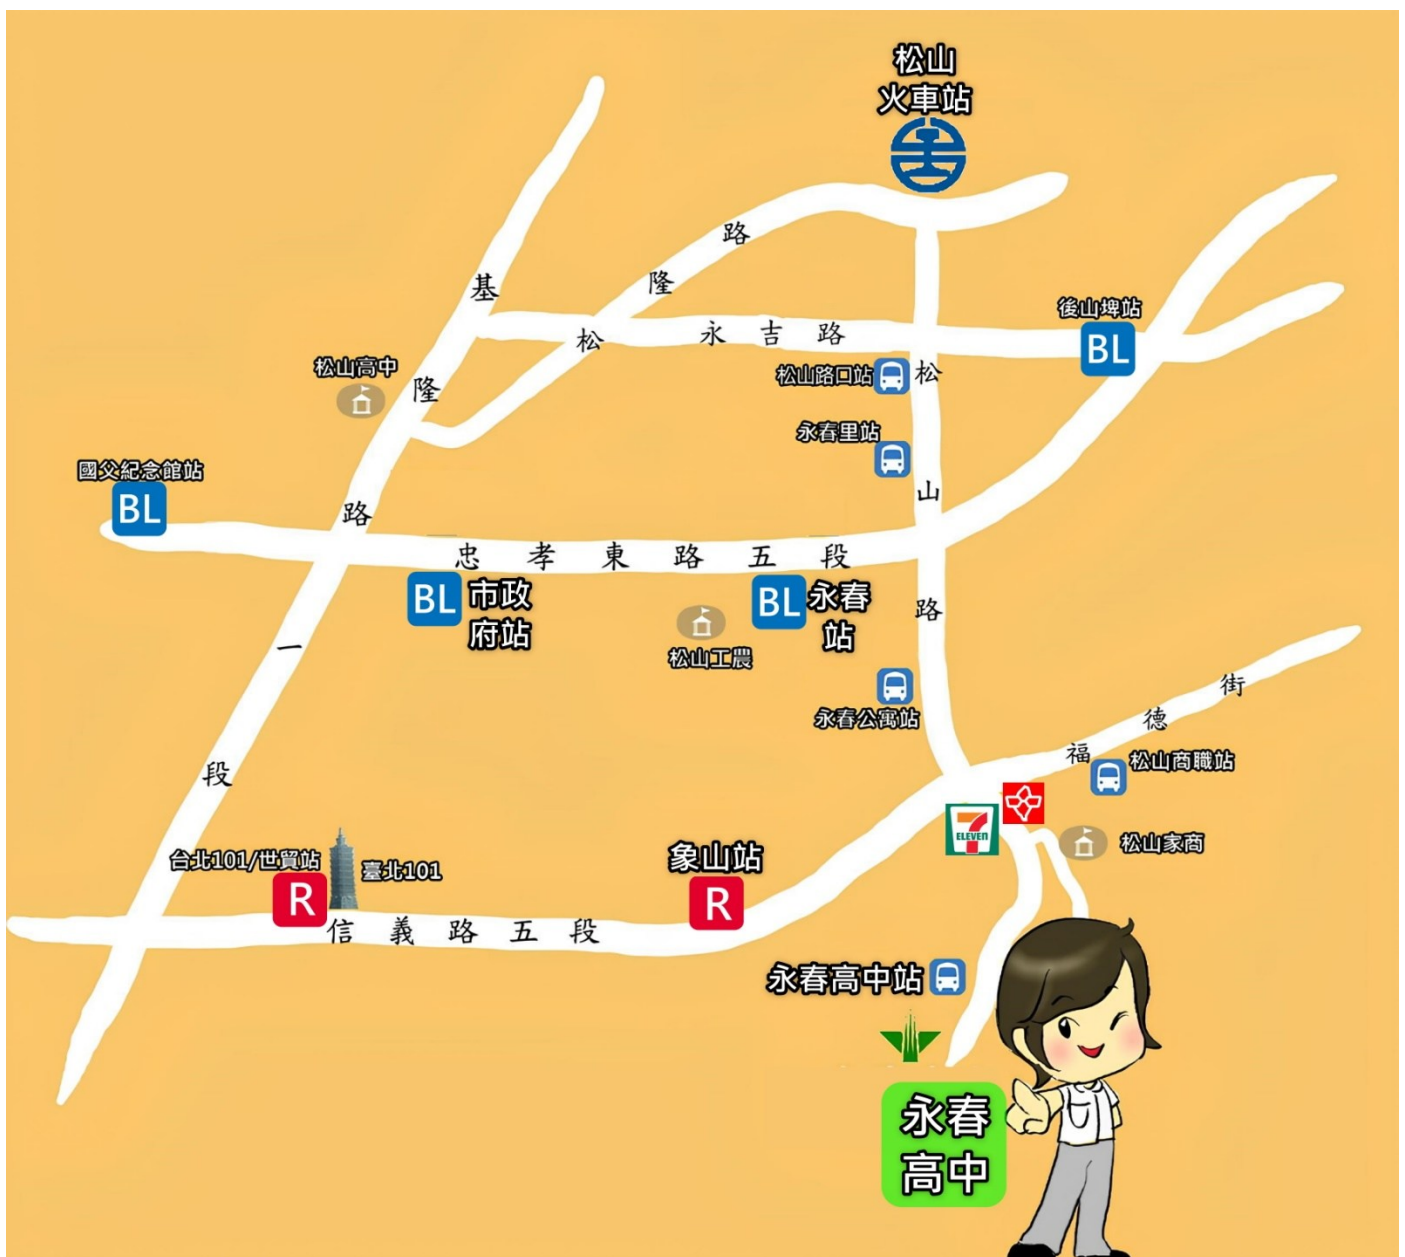 松山
火車站
基隆路一段
松隆路
永吉路
後山埤站
BL
松山高中
松山路口站
松山路
永春里站
國父紀念館站
BL
忠孝東路五段
BL
市政
府站
BL
永春
站
松山工農
永春公寓站
福德街
松山商職站
7
ELEVEN
松山家商
台北101/世貿站
R
臺北101
象山站
R
信義路五段
永春高中站
永春
高中